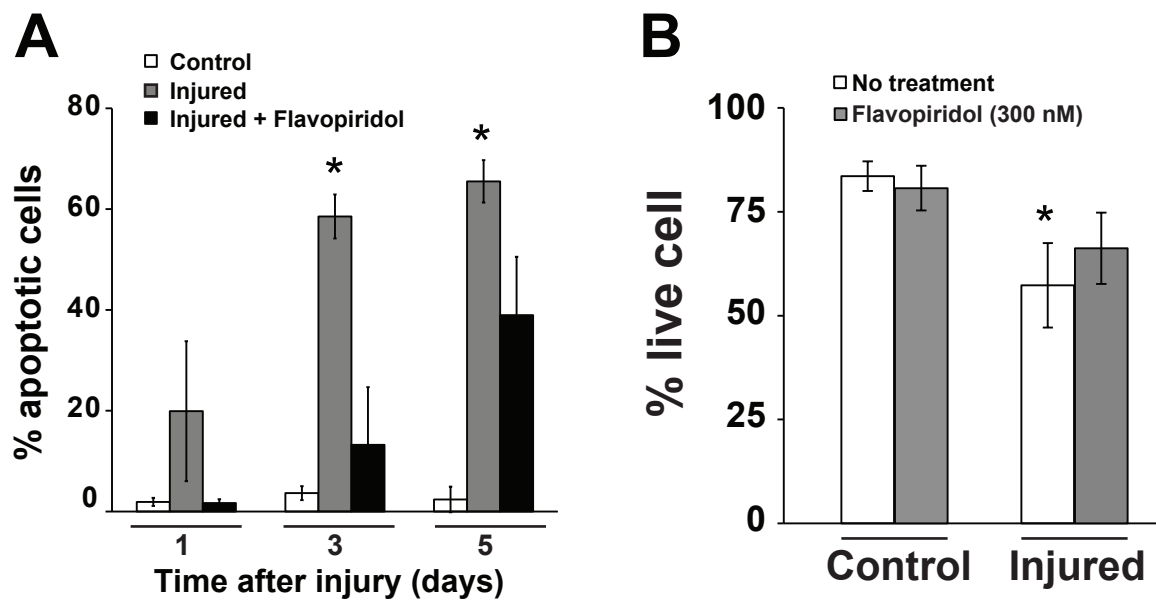 A
Control
Injured
Injured + Flavopiridol
80
60
40
20
0
% apoptotic cells
*
*
1
3
5
Time after injury (days)
B
No treatment
Flavopiridol (300 nM)
100
75
50
25
0
% live cell
*
Control
Injured